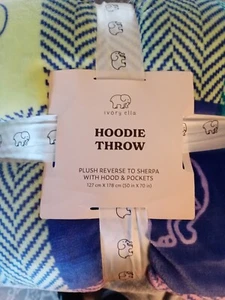 ivory ella
HOODIE
THROW
PLUSH REVERSE TO SHERPA
WITH HOOD & POCKETS
127 cm X 178 cm (50 in X 70 in)